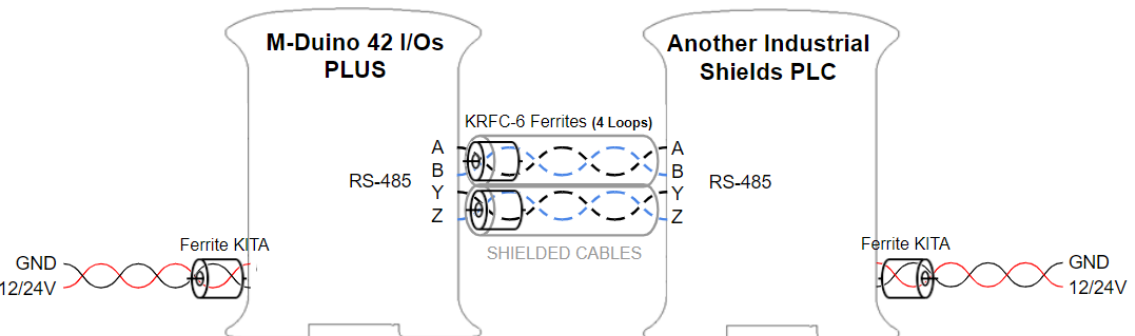 M-Duino 42 I/Os
PLUS
Another Industrial
Shields PLC
KRFC-6 Ferrites (4 Loops)
A
B
Y
Z
RS-485
A
B
Y
Z
RS-485
SHIELDED CABLES
Ferrite KITA
GND
12/24V
Ferrite KITA
GND
12/24V